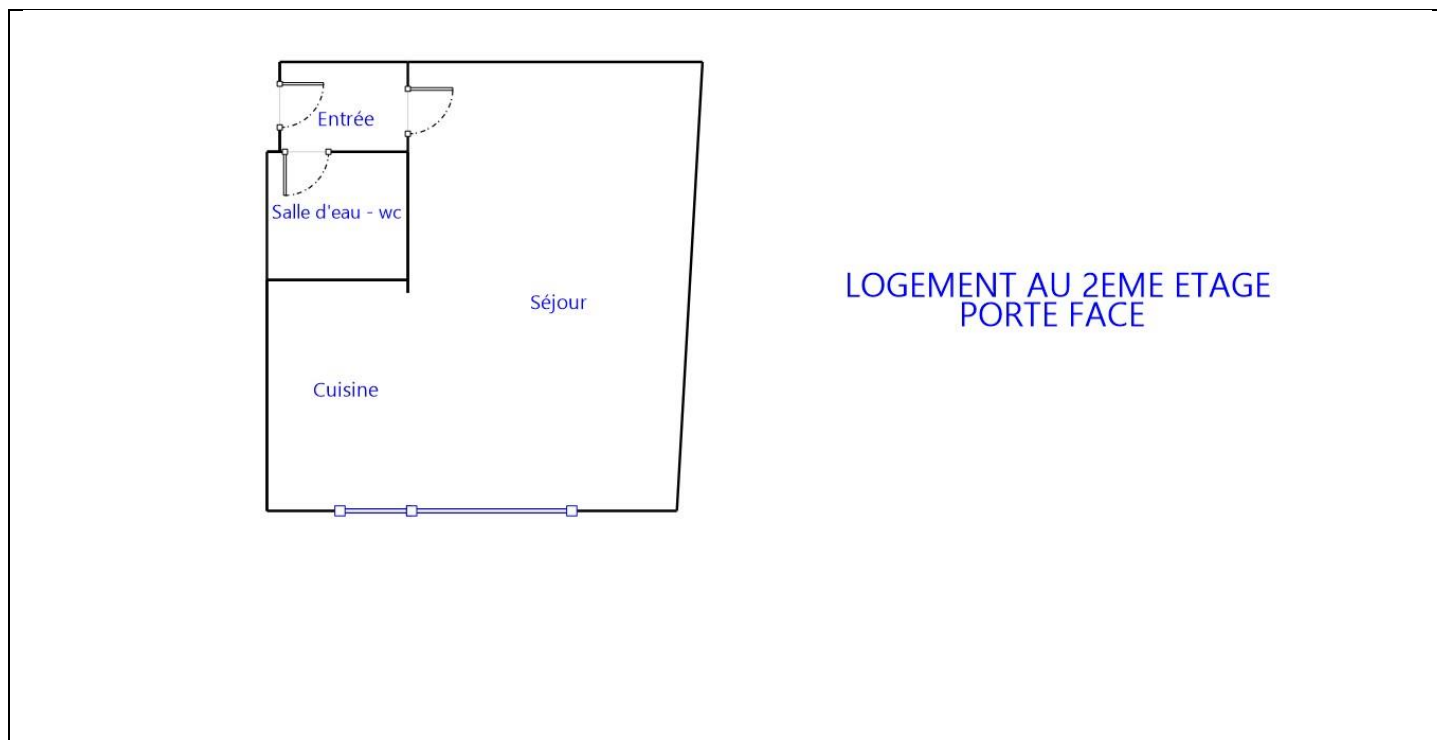 Entrée
Salle d'eau - wc
Séjour
Cuisine
LOGEMENT AU 2EME ETAGE
PORTE FACE